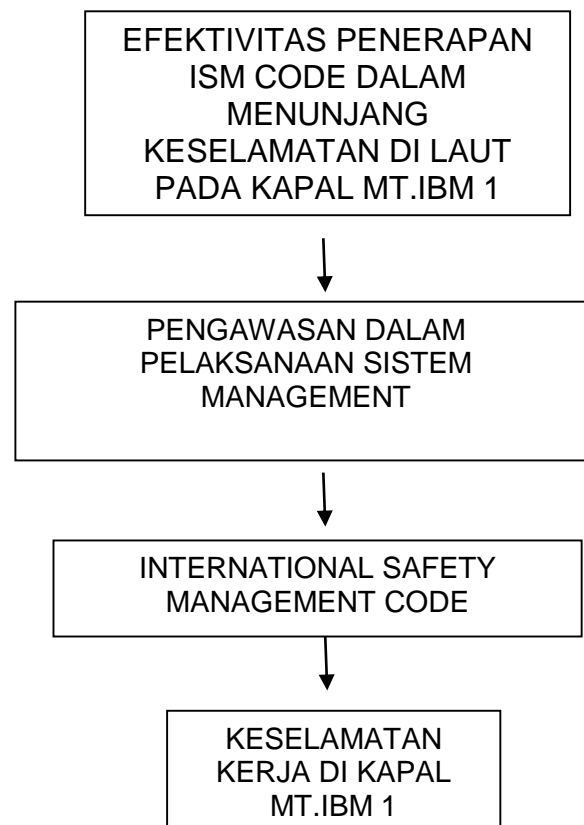 EFEKTIVITAS PENERAPAN
ISM CODE DALAM
MENUNJANG
KESELAMATAN DI LAUT
PADA KAPAL MT.IBM 1
PENGAWASAN DALAM
PELAKSANAAN SISTEM
MANAGEMENT
INTERNATIONAL SAFETY
MANAGEMENT CODE
KESELAMATAN
KERJA DI KAPAL
MT.IBM 1